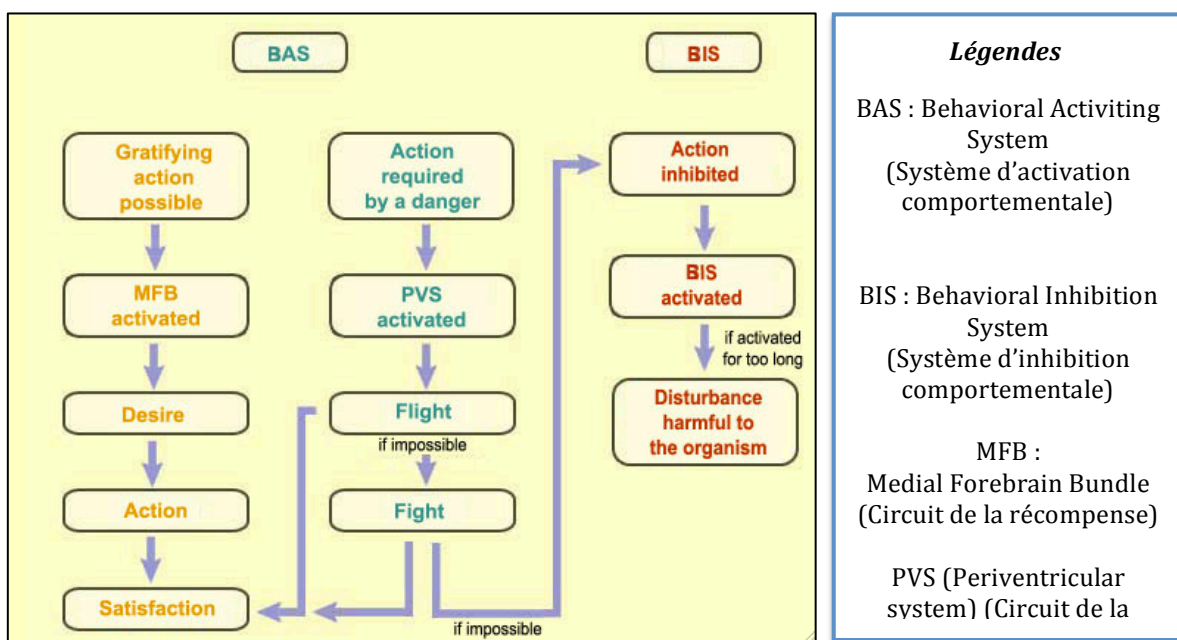 BAS
BIS
Gratifying
action
possible
MFB
activated
Desire
Action
Satisfaction
Action
required
by a danger
PVS
activated
Flight
if impossible
Fight
if impossible
Action
inhibited
BIS
activated
if activated
for too long
Disturbance
harmful to
the organism
Légendes
BAS : Behavioral Activiting
System
(Système d'activation
comportementale)
BIS : Behavioral Inhibition
System
(Système d'inhibition
comportementale)
MFB :
Medial Forebrain Bundle
(Circuit de la récompense)
PVS (Periventricular
system) (Circuit de la